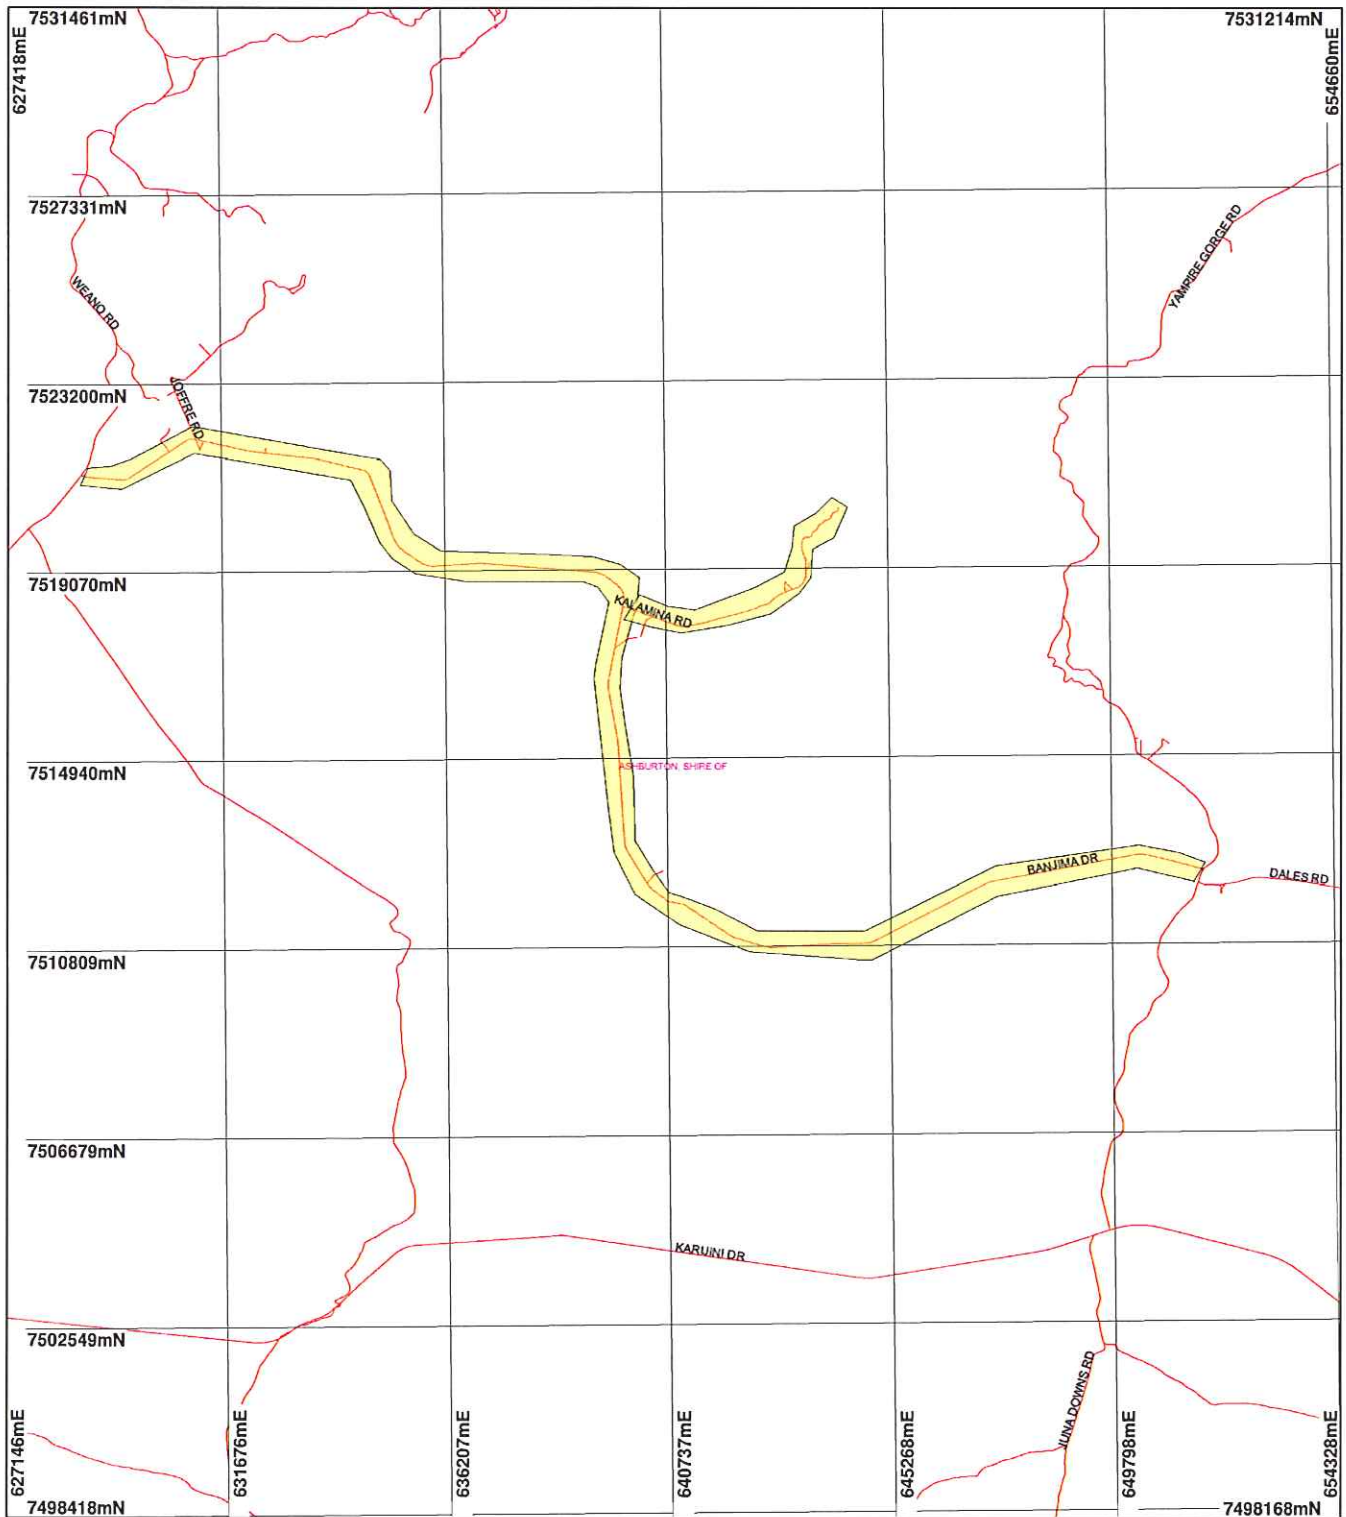 7531461mN
7531214mN
627418mE
654660mE
7527331mN
YAMPIRE GORGE RD
WEANO RD
7523200mN
JOFFRE RD
7519070mN
KALAMINA RD
7514940mN
ASHBURTON, SHIRE OF
BANJIMA DR
DALES RD
7510809mN
7506679mN
KARIJINI DR
7502549mN
JUNA DOWNS RD
627146mE
631676mE
636207mE
640737mE
645268mE
649798mE
654328mE
7498418mN
7498168mN